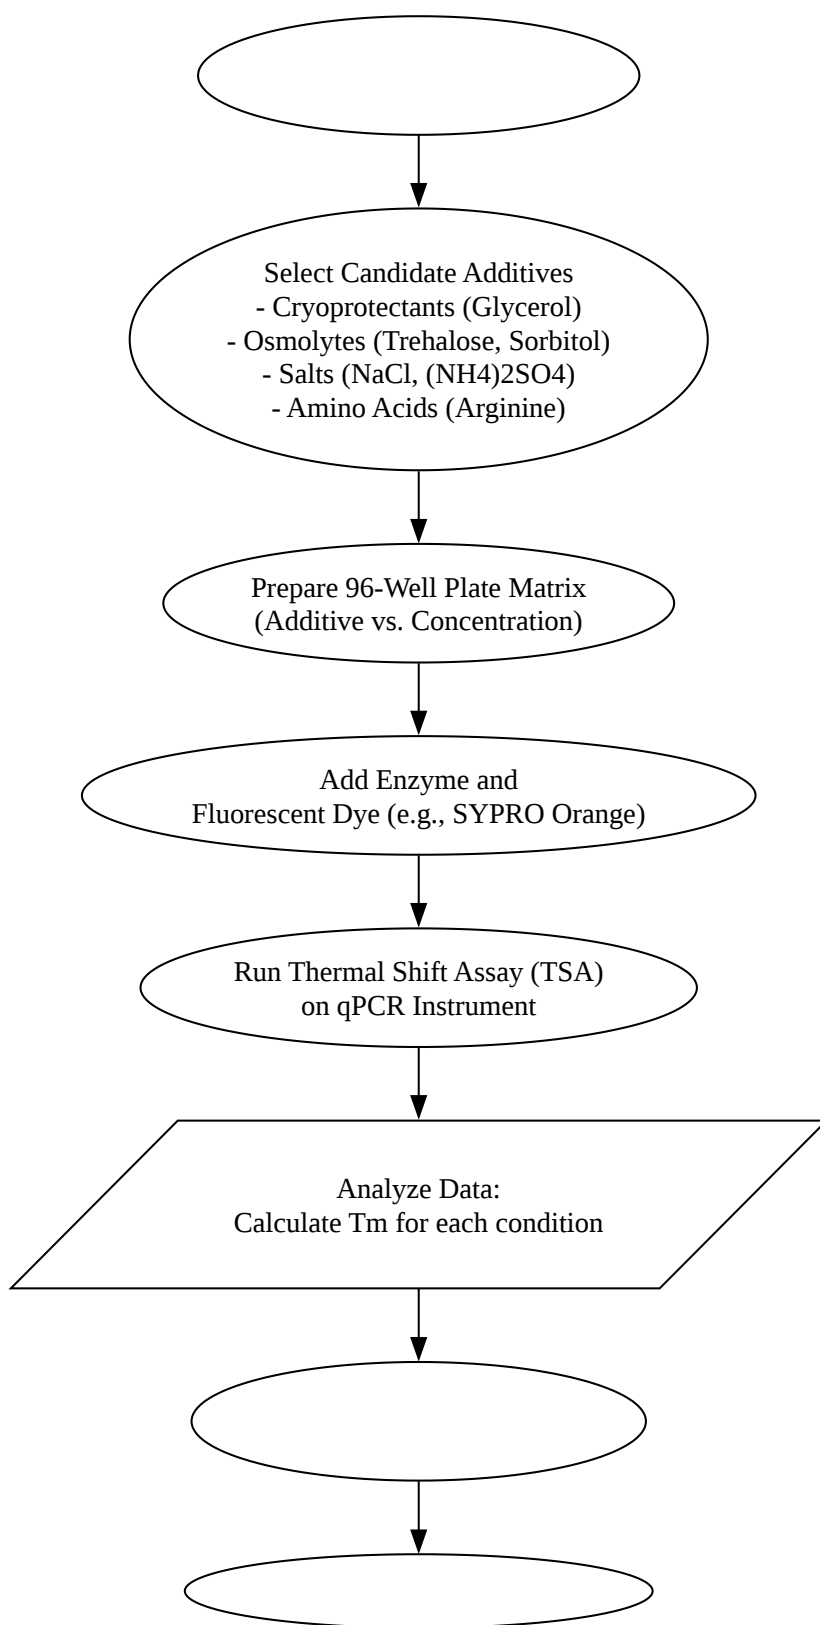 Select Candidate Additives
- Cryoprotectants (Glycerol)
- Osmolytes (Trehalose, Sorbitol)
- Salts (NaCl, (NH4)2SO4)
- Amino Acids (Arginine)
Prepare 96-Well Plate Matrix
(Additive vs. Concentration)
Add Enzyme and
Fluorescent Dye (e.g., SYPRO Orange)
Run Thermal Shift Assay (TSA)
on qPCR Instrument
Analyze Data:
Calculate Tm for each condition